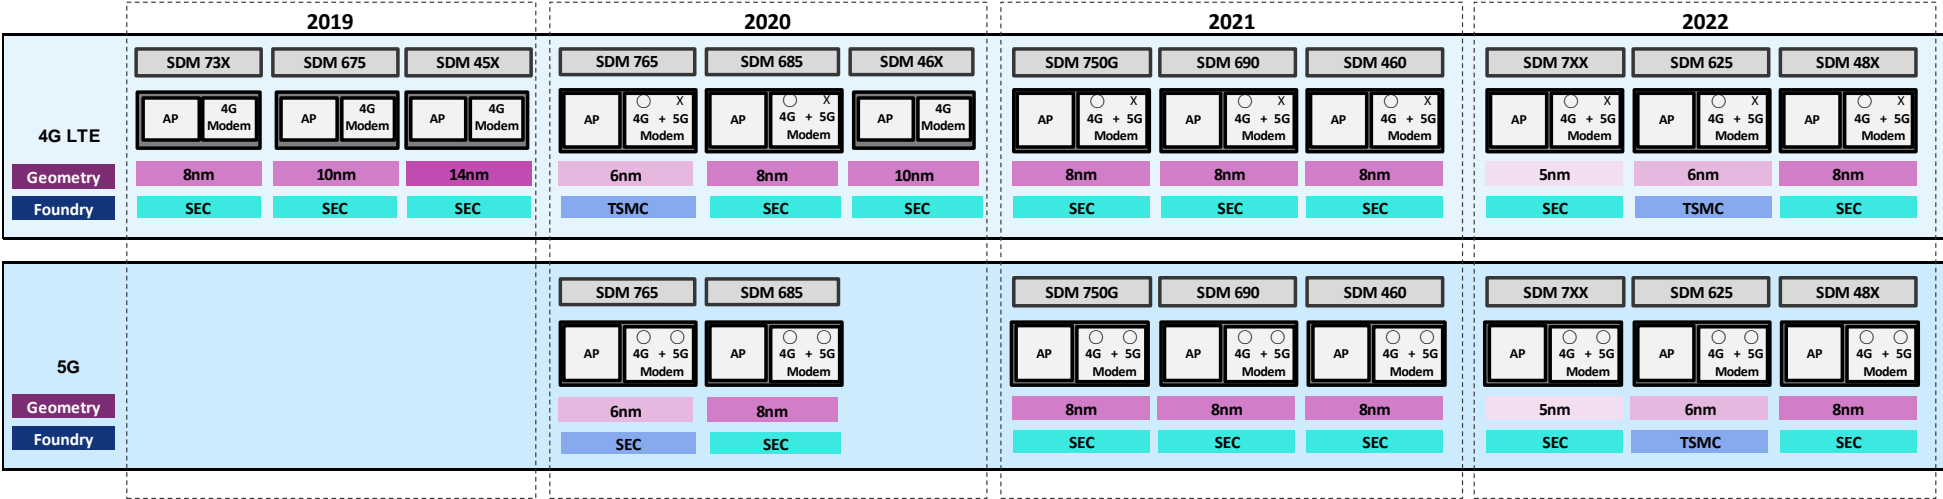 2019 2020 2021 2022
SDM 73X SDM 675 SDM 45X SDM 765 SDM 685 SDM 46X SDM 750G SDM 690 SDM 460 SDM 7XX SDM 625 SDM 48X
4G LTE
AP 4G Modem AP 4G Modem AP 4G Modem AP X 4G + 5G Modem AP X 4G + 5G Modem AP 4G Modem AP X 4G + 5G Modem AP X 4G + 5G Modem AP X 4G + 5G Modem AP X 4G + 5G Modem AP X 4G + 5G Modem AP X 4G + 5G Modem
Geometry 8nm 10nm 14nm 6nm 8nm 10nm 8nm 8nm 8nm 5nm 6nm 8nm
Foundry SEC SEC SEC TSMC SEC SEC SEC SEC SEC SEC TSMC SEC
SDM 765 SDM 685 SDM 750G SDM 690 SDM 460 SDM 7XX SDM 625 SDM 48X
5G
AP 4G + 5G Modem AP 4G + 5G Modem AP 4G + 5G Modem AP 4G + 5G Modem AP 4G + 5G Modem AP 4G + 5G Modem AP 4G + 5G Modem AP 4G + 5G Modem
Geometry 6nm 8nm 8nm 8nm 8nm 5nm 6nm 8nm
Foundry SEC SEC SEC SEC SEC SEC TSMC SEC